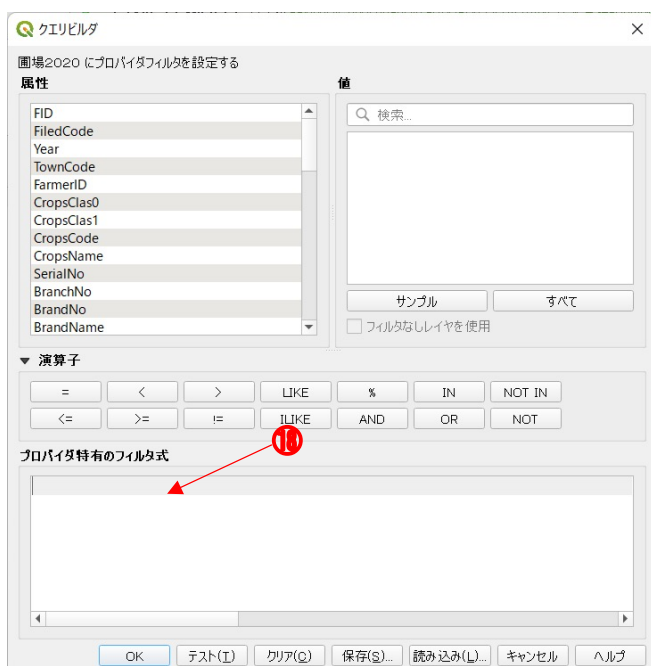 クエリビルダ
圃場2020 にプロバイダフィルタを設定する
属性
値
FID
FiledCode
Year
TownCode
FarmerID
CropsClas0
CropsClas1
CropsCode
CropsName
SerialNo
BranchNo
BrandNo
BrandName
検索...
サンプル すべて
フィルタなしレイヤを使用
▼ 演算子
= < > LIKE % IN NOT IN
<= >= != ILIKE AND OR NOT
⓲
プロバイダ特有のフィルタ式
OK テスト(T) クリア(C) 保存(S)... 読み込み(L)... キャンセル ヘルプ